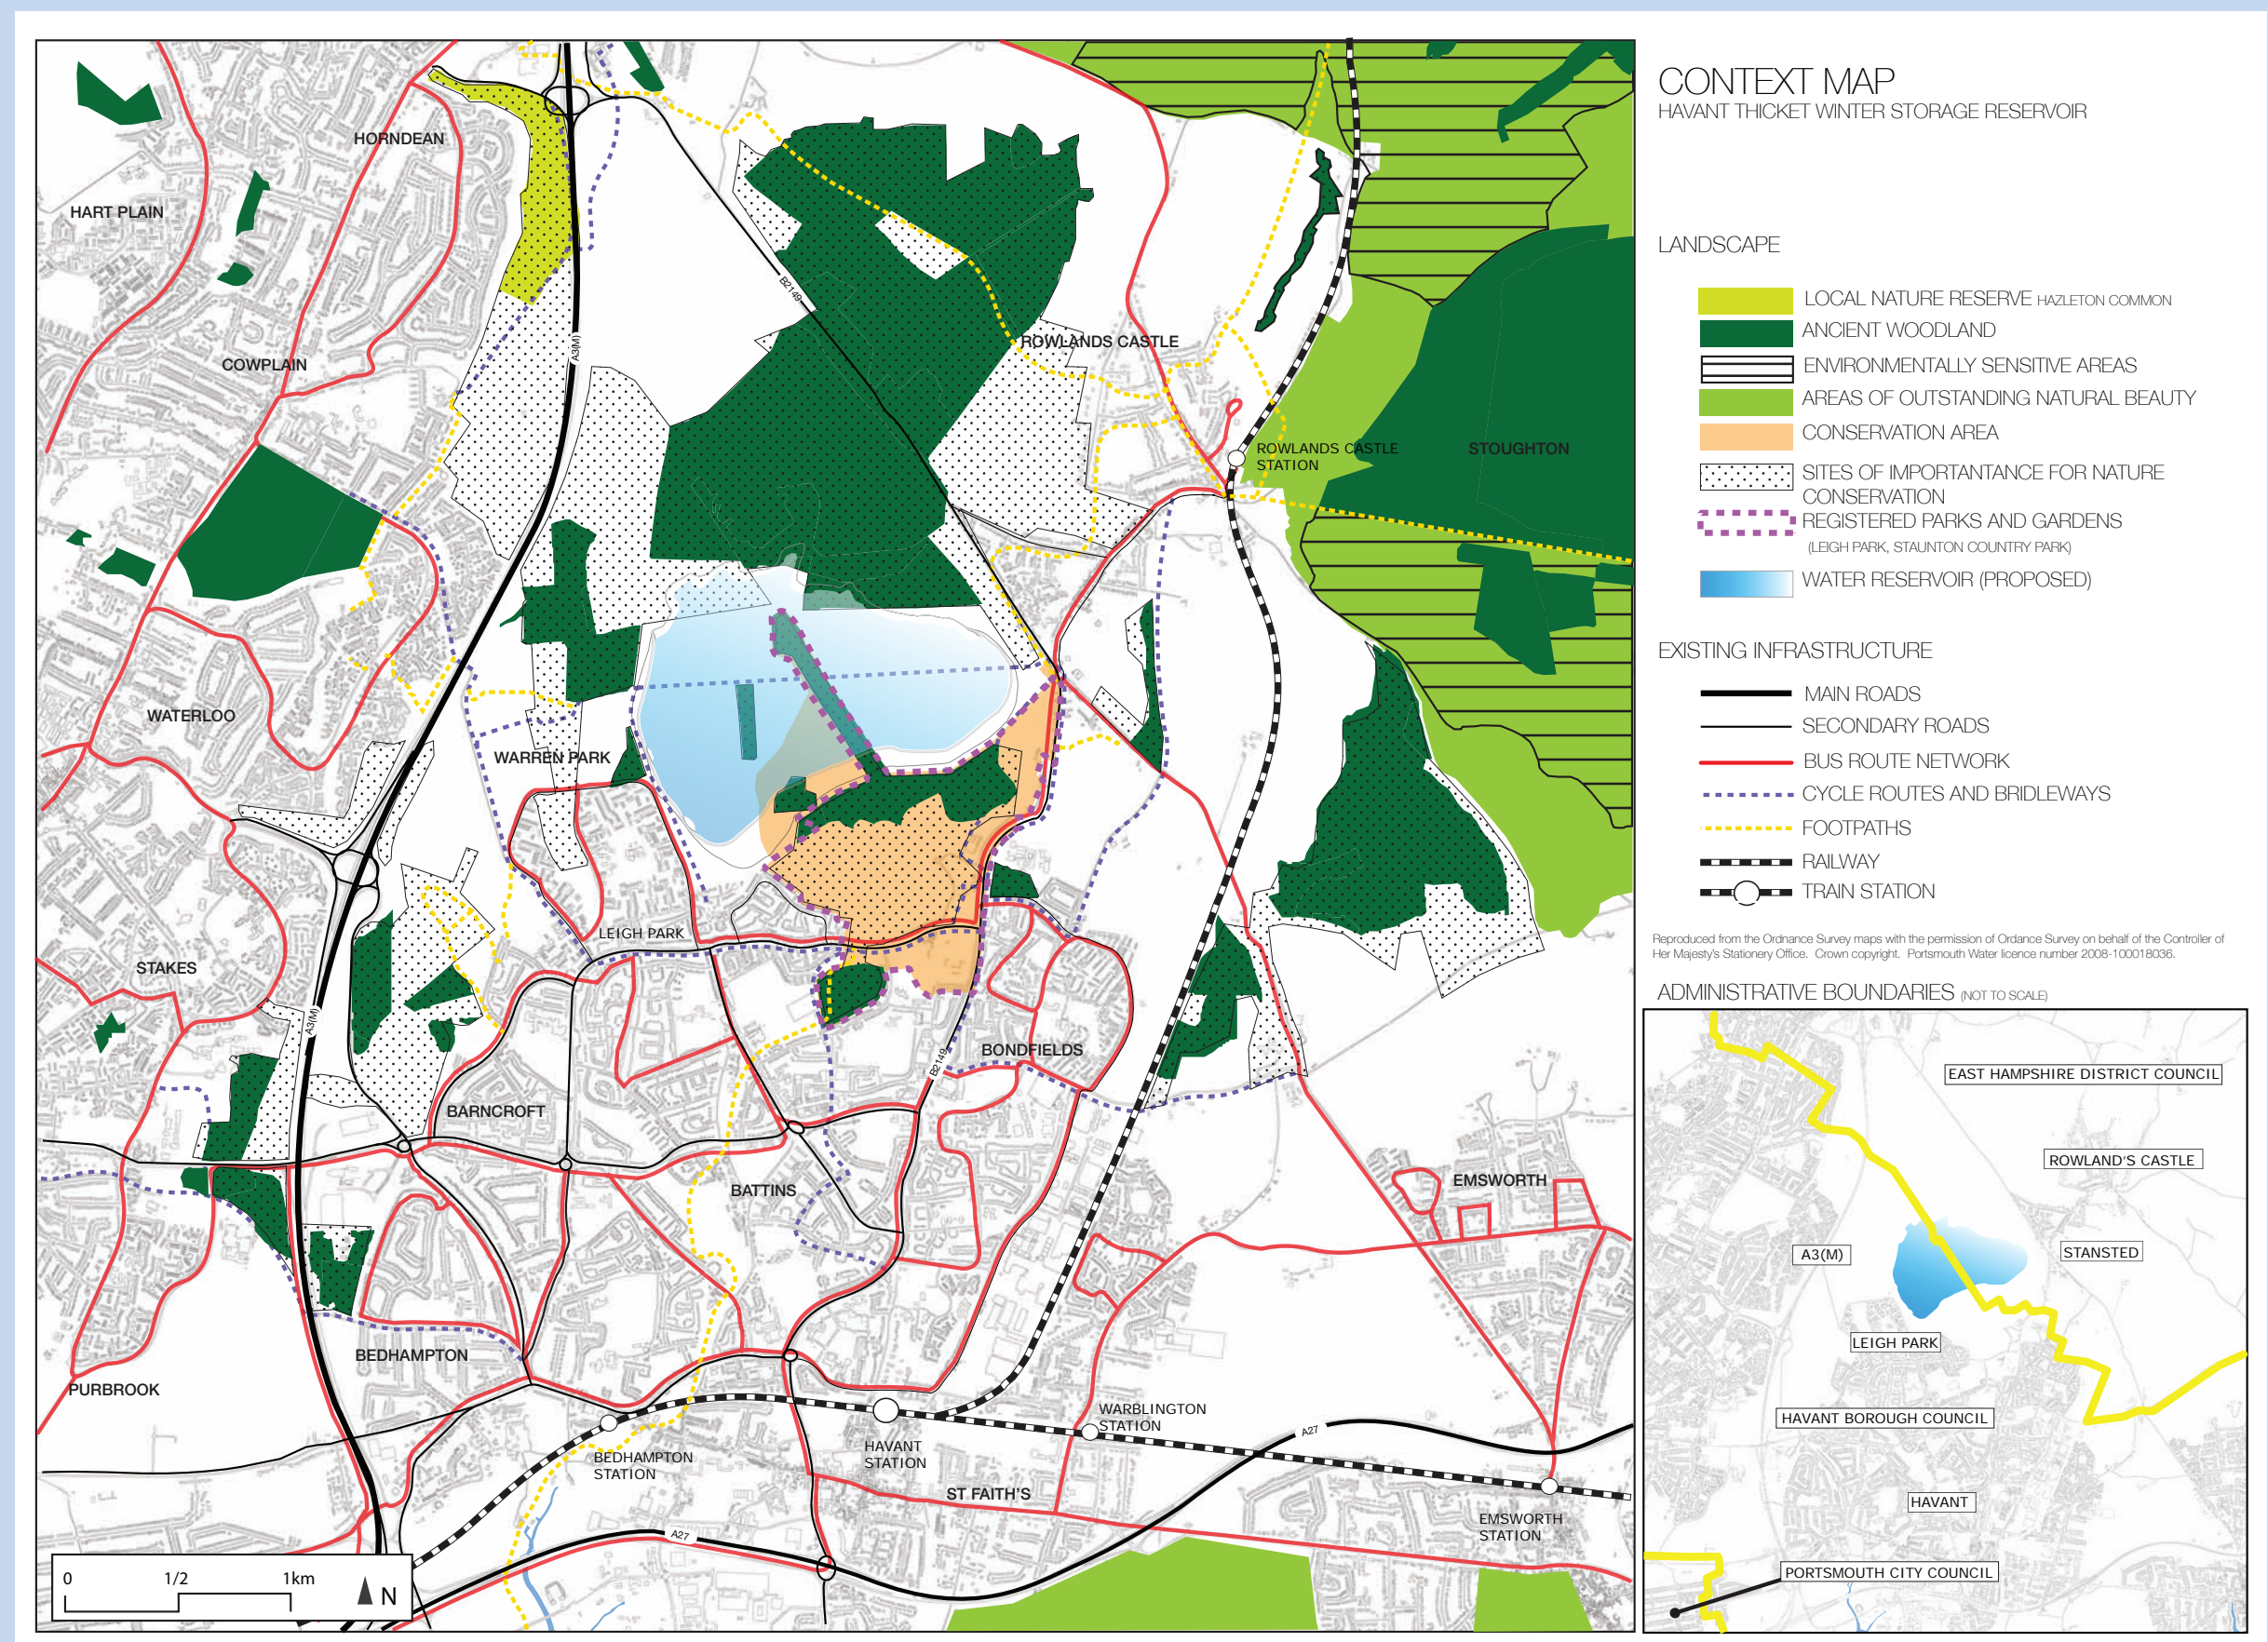 CONTEXT MAP
HAVANT THICKET WINTER STORAGE RESERVOIR
LANDSCAPE
LOCAL NATURE RESERVE HAZLETON COMMON
ANCIENT WOODLAND
ENVIRONMENTALLY SENSITIVE AREAS
AREAS OF OUTSTANDING NATURAL BEAUTY
CONSERVATION AREA
SITES OF IMPORTANTANCE FOR NATURE
CONSERVATION
REGISTERED PARKS AND GARDENS
(LEIGH PARK, STAUNTON COUNTRY PARK)
WATER RESERVOIR (PROPOSED)
EXISTING INFRASTRUCTURE
MAIN ROADS
SECONDARY ROADS
BUS ROUTE NETWORK
CYCLE ROUTES AND BRIDLEWAYS
FOOTPATHS
RAILWAY
TRAIN STATION
Reproduced from the Ordnance Survey maps with the permission of Ordance Survey on behalf of the Controller of
Her Majesty's Stationery Office. Crown copyright. Portsmouth Water licence number 2008-100018036.
ADMINISTRATIVE BOUNDARIES (NOT TO SCALE)
EAST HAMPSHIRE DISTRICT COUNCIL
ROWLAND'S CASTLE
A3(M)
STANSTED
LEIGH PARK
HAVANT BOROUGH COUNCIL
HAVANT
PORTSMOUTH CITY COUNCIL
HORNDEAN
HART PLAIN
B2149
A3(M)
ROWLANDS CASTLE
COWPLAIN
ROWLANDS CASTLE
STATION
STOUGHTON
WATERLOO
WARREN PARK
LEIGH PARK
STAKES
A3(M)
BONDFIELDS
B2149
BARNCROFT
BATTINS
EMSWORTH
BEDHAMPTON
PURBROOK
WARBLINGTON
STATION
A27
HAVANT
STATION
BEDHAMPTON
STATION
ST FAITH'S
EMSWORTH
STATION
A27
0 1/2 1km
N